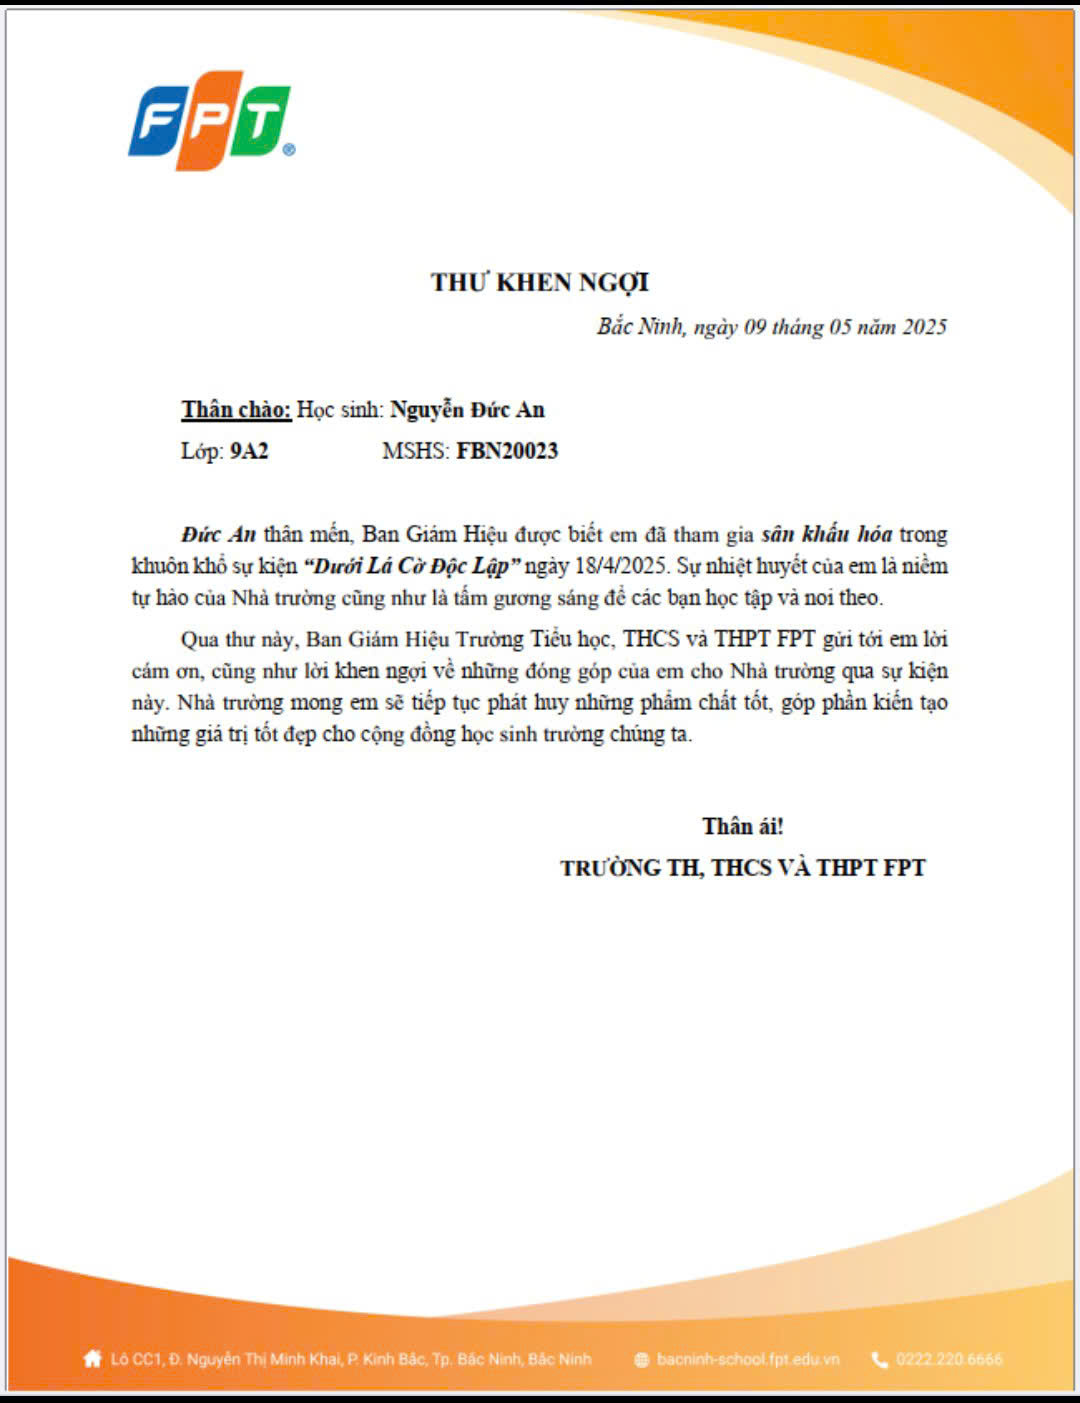 FPT®
THƯ KHEN NGỢI
Bắc Ninh, ngày 09 tháng 05 năm 2025
Thân chào: Học sinh: Nguyễn Đức An
Lớp: 9A2 MSHS: FBN20023
Đức An thân mến, Ban Giám Hiệu được biết em đã tham gia sân khấu hóa trong
khuôn khổ sự kiện “Dưới Lá Cờ Độc Lập” ngày 18/4/2025. Sự nhiệt huyết của em là niềm
tự hào của Nhà trường cũng như là tấm gương sáng để các bạn học tập và noi theo.
Qua thư này, Ban Giám Hiệu Trường Tiểu học, THCS và THPT FPT gửi tới em lời
cám ơn, cũng như lời khen ngợi về những đóng góp của em cho Nhà trường qua sự kiện
này. Nhà trường mong em sẽ tiếp tục phát huy những phẩm chất tốt, góp phần kiến tạo
những giá trị tốt đẹp cho cộng đồng học sinh trường chúng ta.
Thân ái!
TRƯỜNG TH, THCS VÀ THPT FPT
Lô CC1, Đ. Nguyễn Thị Minh Khai, P. Kinh Bắc, Tp. Bắc Ninh, Bắc Ninh bacninh-school.fpt.edu.vn 0222.220.6666